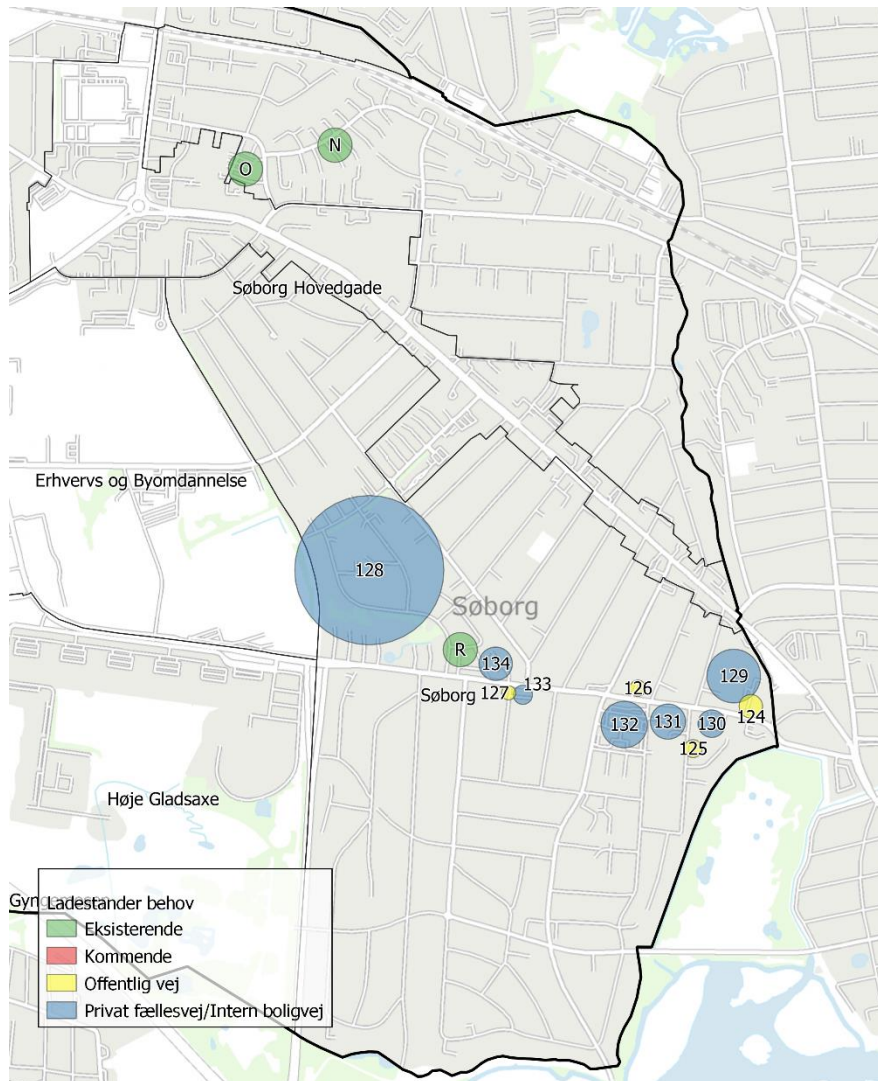 N
O
Søborg Hovedgade
Erhvervs og Byomdannelse
128
Søborg
R
134
129
126
133
Søborg
127
124
132
131
130
125
Høje Gladsaxe
Ladestander behov
Eksisterende
Kommende
Offentlig vej
Privat fællesvej/Intern boligvej